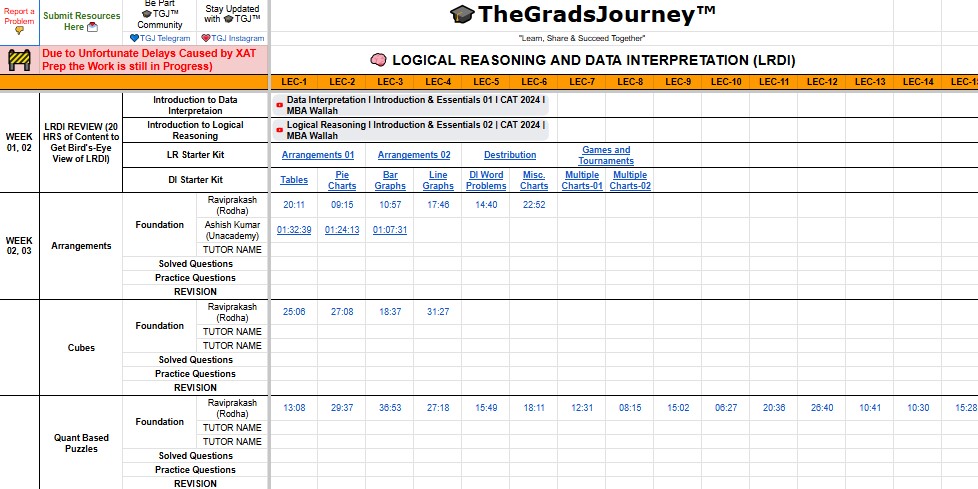 Report a
Problem
Submit Resources
Here
Be Part
TGJ™
Community
Stay Updated
with TGJ™
TGJ Telegram
TGJ Instagram
TheGradsJourney™
"Learn, Share & Succeed Together"
Due to Unfortunate Delays Caused by XAT
Prep the Work is still in Progress)
LOGICAL REASONING AND DATA INTERPRETATION (LRDI)
LEC-1 LEC-2 LEC-3 LEC-4 LEC-5 LEC-6 LEC-7 LEC-8 LEC-9 LEC-10 LEC-11 LEC-12 LEC-13 LEC-14
WEEK
01, 02
LRDI REVIEW (20
HRS of Content to
Get Bird's-Eye
View of LRDI)
Introduction to Data
Interpretaion
Data Interpretation I Introduction & Essentials 01 I CAT 2024 I
MBA Wallah
Introduction to Logical
Reasoning
Logical Reasoning I Introduction & Essentials 02 | CAT 2024 |
MBA Wallah
LR Starter Kit
Arrangements 01
Arrangements 02
Destribution
Games and
Tournaments
DI Starter Kit
Tables
Pie
Charts
Bar
Graphs
Line
Graphs
DI Word
Problems
Misc.
Charts
Multiple
Charts-01
Multiple
Charts-02
WEEK
02, 03
Arrangements
Foundation
Raviprakash
(Rodha)
20:11 09:15 10:57 17:46 14:40 22:52
Ashish Kumar
(Unacademy)
01:32:39 01:24:13 01:07:31
TUTOR NAME
Solved Questions
Practice Questions
REVISION
Cubes
Foundation
Raviprakash
(Rodha)
25:06 27:08 18:37 31:27
TUTOR NAME
TUTOR NAME
Solved Questions
Practice Questions
REVISION
Quant Based
Puzzles
Foundation
Raviprakash
(Rodha)
13:08 29:37 36:53 27:18 15:49 18:11 12:31 08:15 15:02 06:27 20:36 26:40 10:41 10:30 15:28
TUTOR NAME
TUTOR NAME
Solved Questions
Practice Questions
REVISION